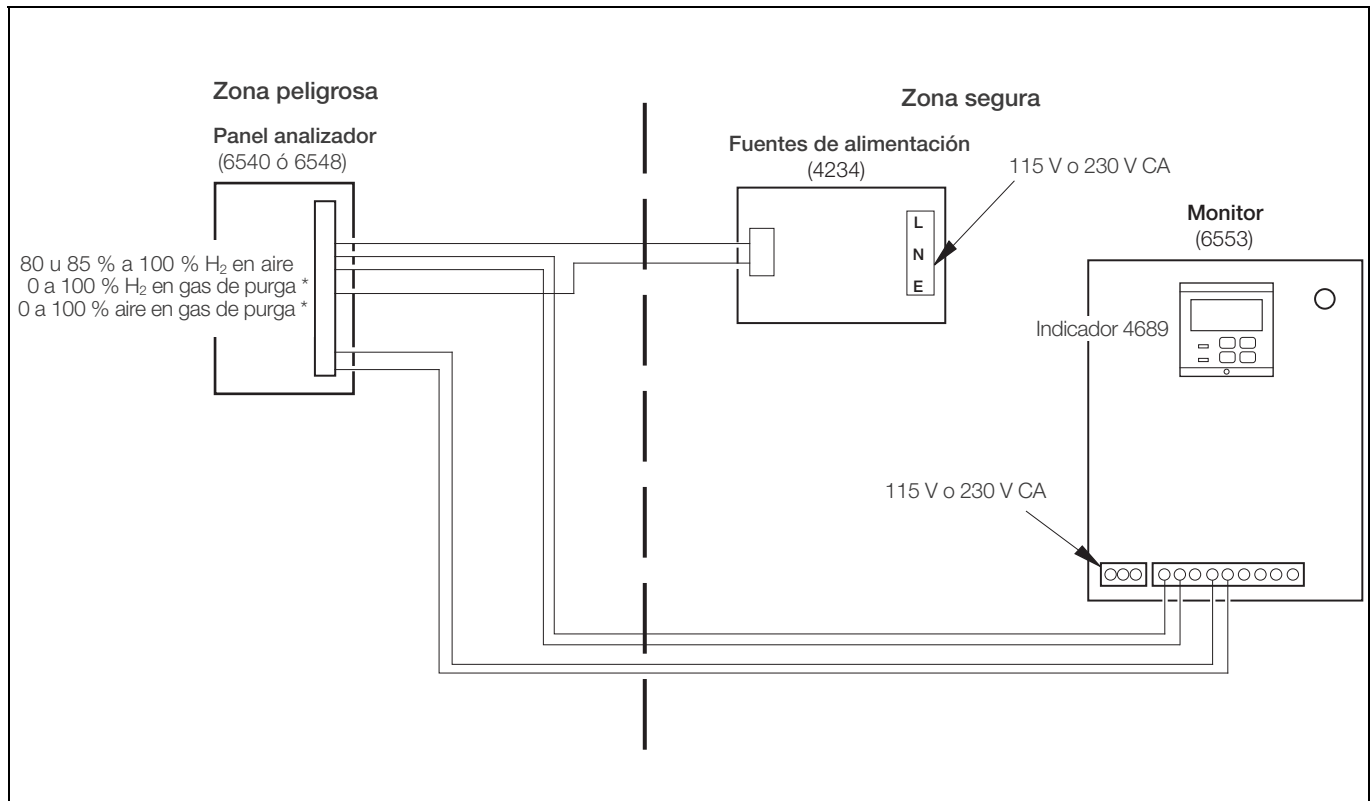 Zona peligrosa
Panel analizador
(6540 ó 6548)
80 u 85 % a 100 % H₂ en aire
0 a 100 % H₂ en gas de purga *
0 a 100 % aire en gas de purga *
Zona segura
Fuentes de alimentación
(4234)
115 V o 230 V CA
L
N
E
Monitor
(6553)
Indicador 4689
115 V o 230 V CA